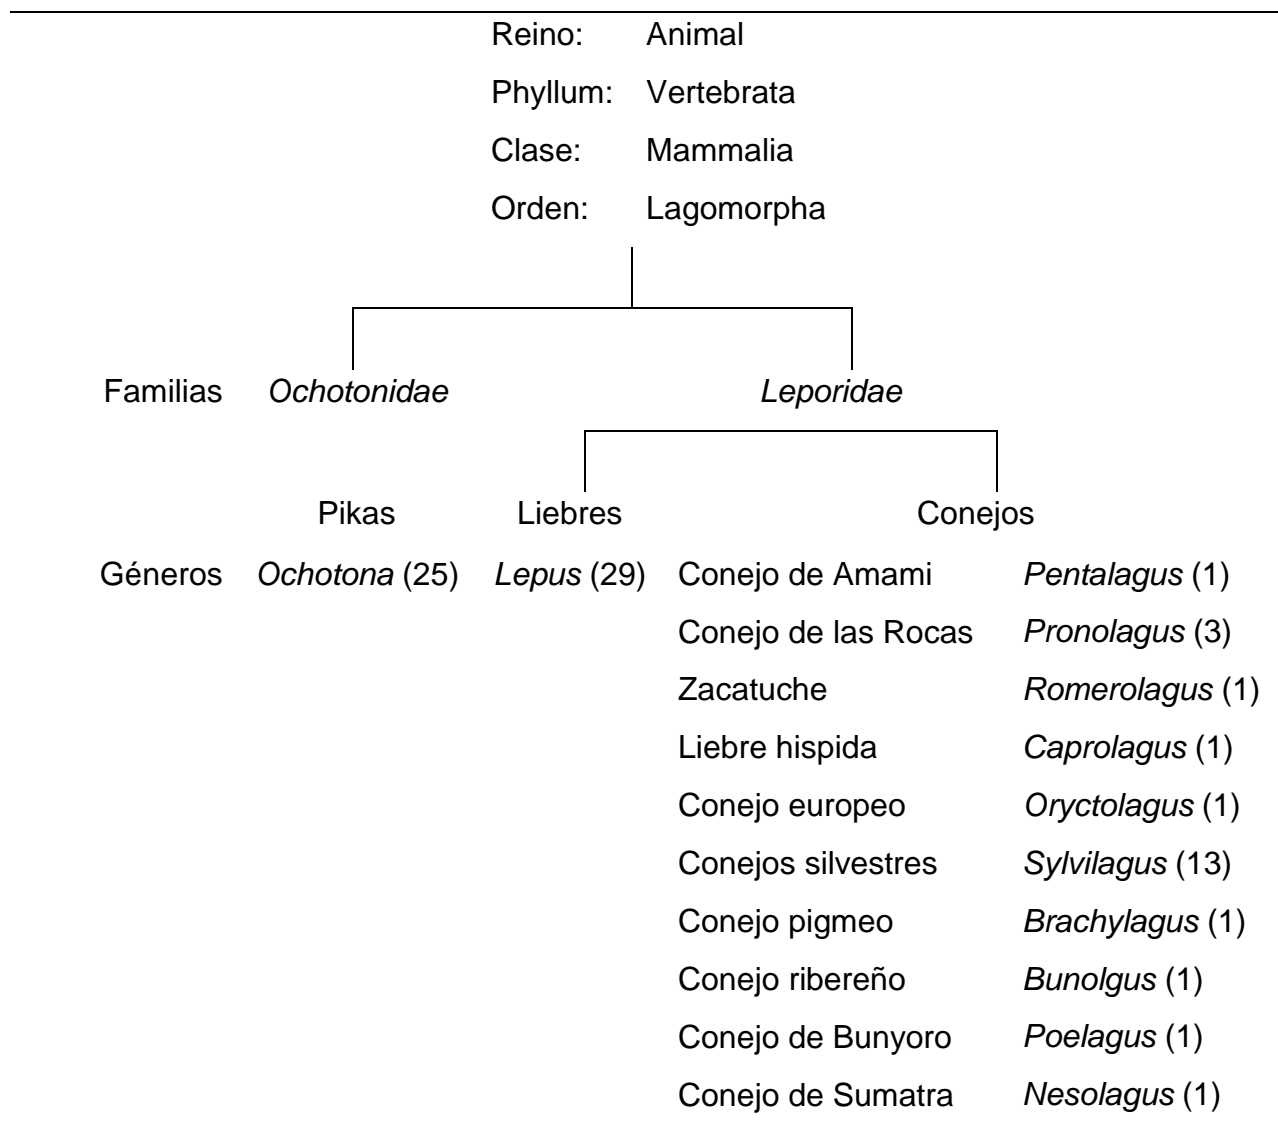 Reino: Animal
Phyllum: Vertebrata
Clase: Mammalia
Orden: Lagomorpha
Familias Ochotonidae Leporidae
Pikas Liebres Conejos
Géneros Ochotona (25) Lepus (29) Conejo de Amami Pentalagus (1)
Conejo de las Rocas Pronolagus (3)
Zacatuche Romerolagus (1)
Liebre hispida Caprolagus (1)
Conejo europeo Oryctolagus (1)
Conejos silvestres Sylvilagus (13)
Conejo pigmeo Brachylagus (1)
Conejo ribereño Bunolgus (1)
Conejo de Bunyoro Poelagus (1)
Conejo de Sumatra Nesolagus (1)